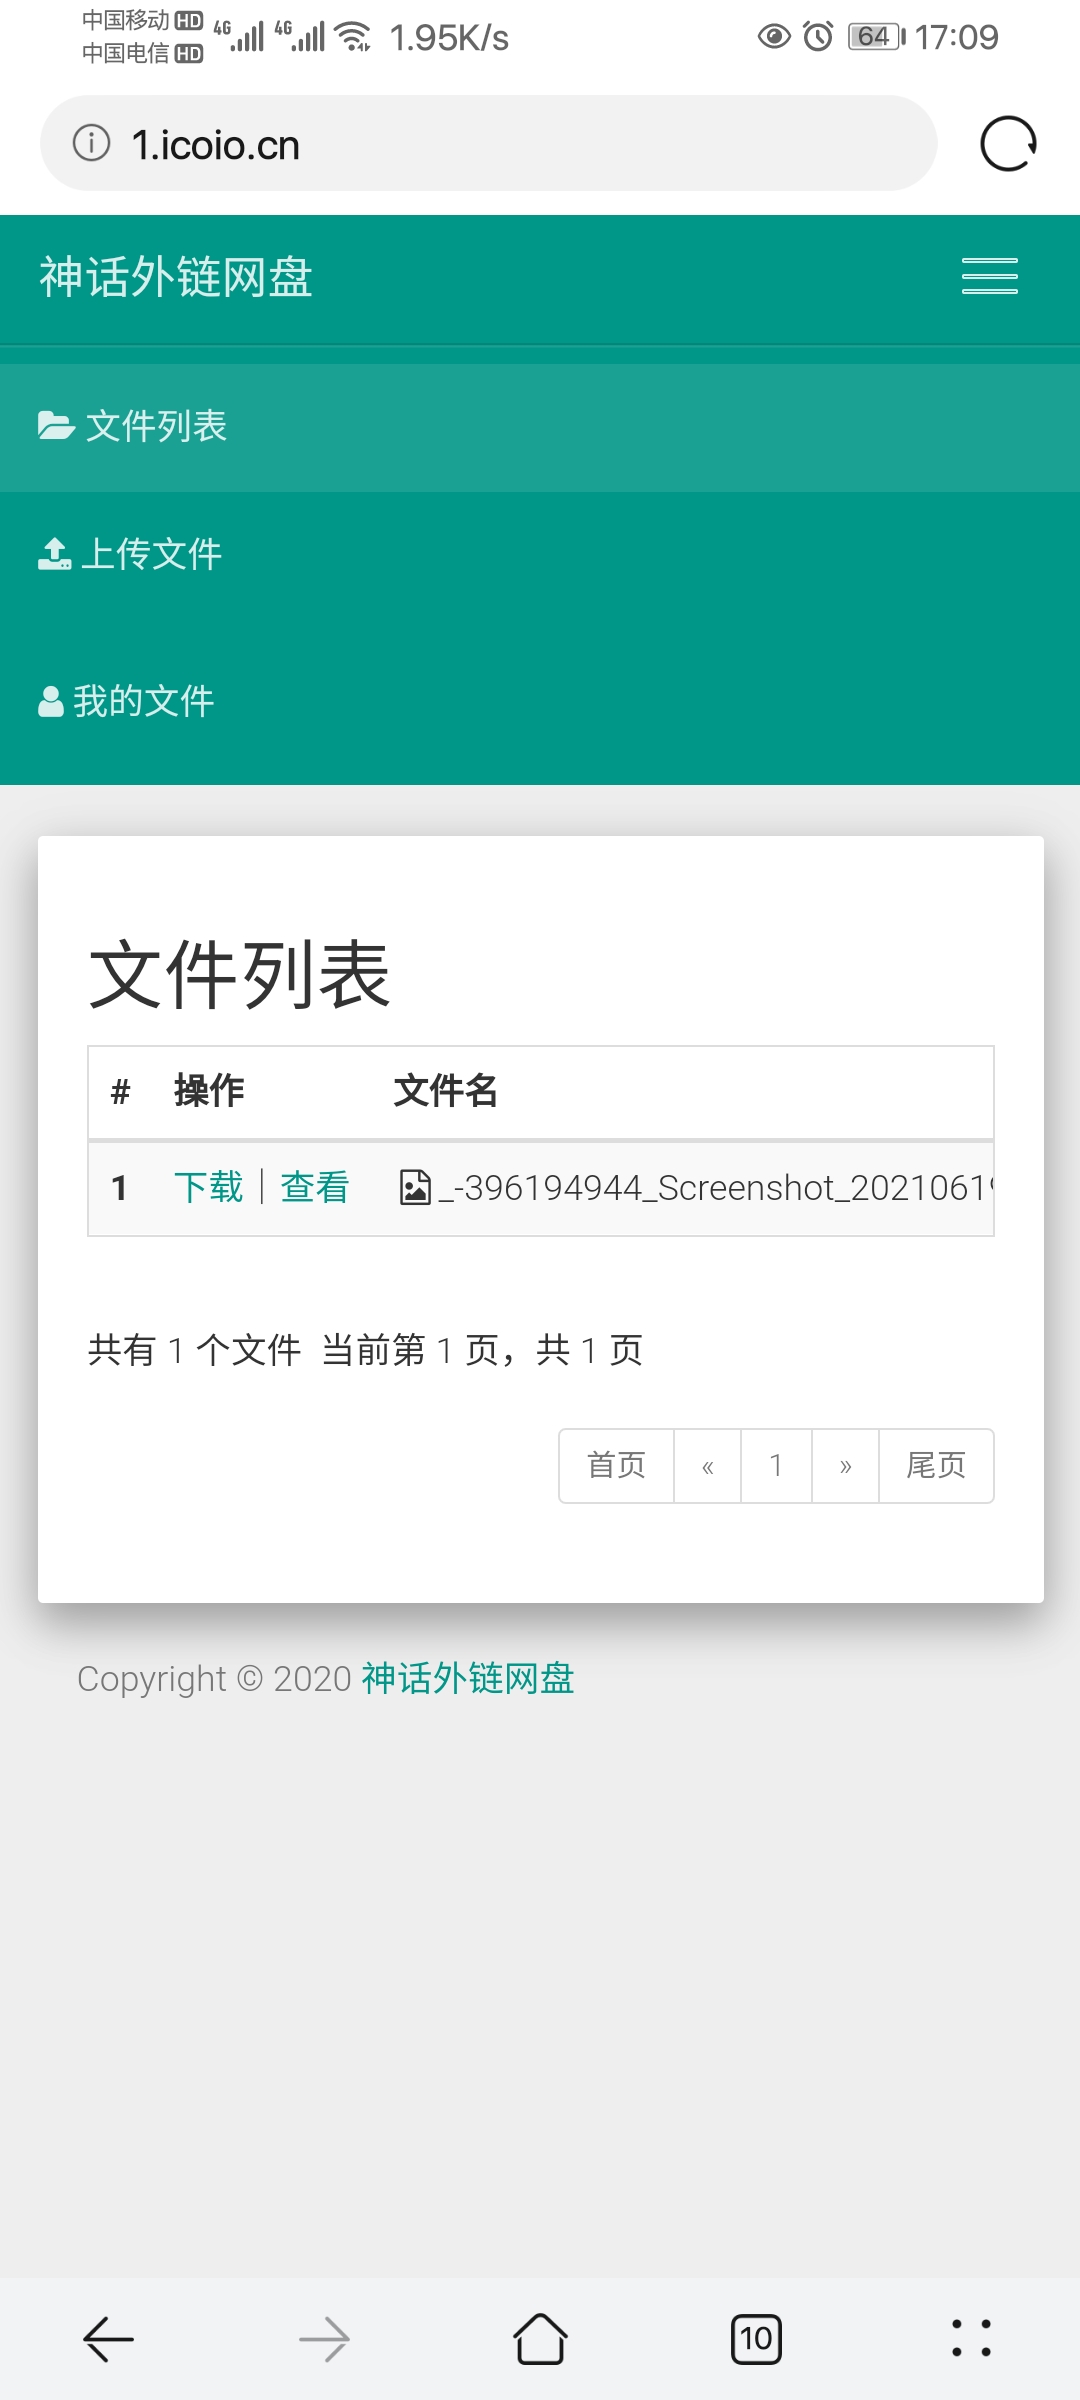 中国移动 HD 4G 4G 1.95K/s 64 17:09
中国电信 HD
1.icoio.cn
神话外链网盘
文件列表
上传文件
我的文件
文件列表
# 操作 文件名
1 下载|查看 _-396194944_Screenshot_2021061
共有 1 个文件 当前第 1 页，共 1 页
首页 « 1 » 尾页
Copyright © 2020 神话外链网盘
10